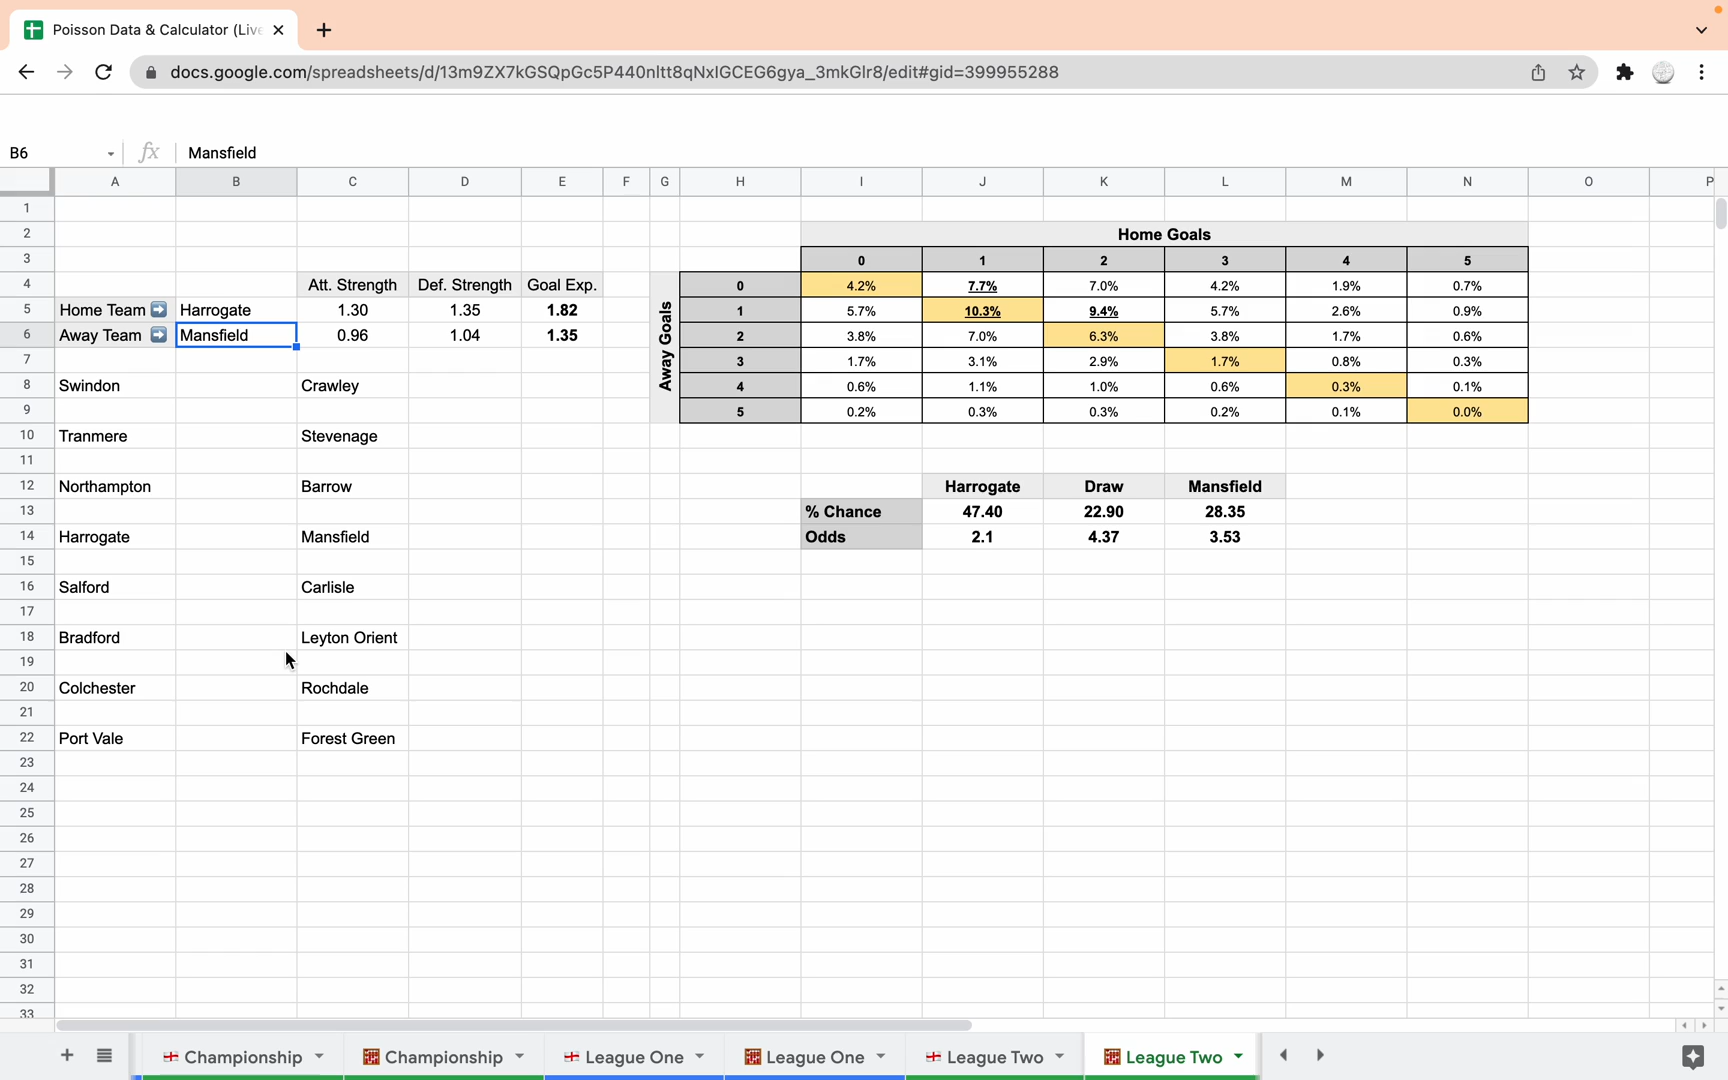 Poisson Data & Calculator (Live
docs.google.com/spreadsheets/d/13m9ZX7kGSQpGc5P440nltt8qNxIGCEG6gya_3mkGlr8/edit#gid=399955288
B6 fx Mansfield
A B C D E F G H I J K L M N O P
1
2 Home Goals
3 0 1 2 3 4 5
4 Att. Strength Def. Strength Goal Exp. 0 4.2% 7.7% 7.0% 4.2% 1.9% 0.7%
5 Home Team ➡ Harrogate 1.30 1.35 1.82 1 5.7% 10.3% 9.4% 5.7% 2.6% 0.9%
6 Away Team ➡ Mansfield 0.96 1.04 1.35 2 3.8% 7.0% 6.3% 3.8% 1.7% 0.6%
Away Goals
7 3 1.7% 3.1% 2.9% 1.7% 0.8% 0.3%
8 Swindon Crawley 4 0.6% 1.1% 1.0% 0.6% 0.3% 0.1%
9 5 0.2% 0.3% 0.3% 0.2% 0.1% 0.0%
10 Tranmere Stevenage
11
12 Northampton Barrow Harrogate Draw Mansfield
13 % Chance 47.40 22.90 28.35
14 Harrogate Mansfield Odds 2.1 4.37 3.53
15
16 Salford Carlisle
17
18 Bradford Leyton Orient
19
20 Colchester Rochdale
21
22 Port Vale Forest Green
23
24
25
26
27
28
29
30
31
32
33
Championship Championship League One League One League Two League Two